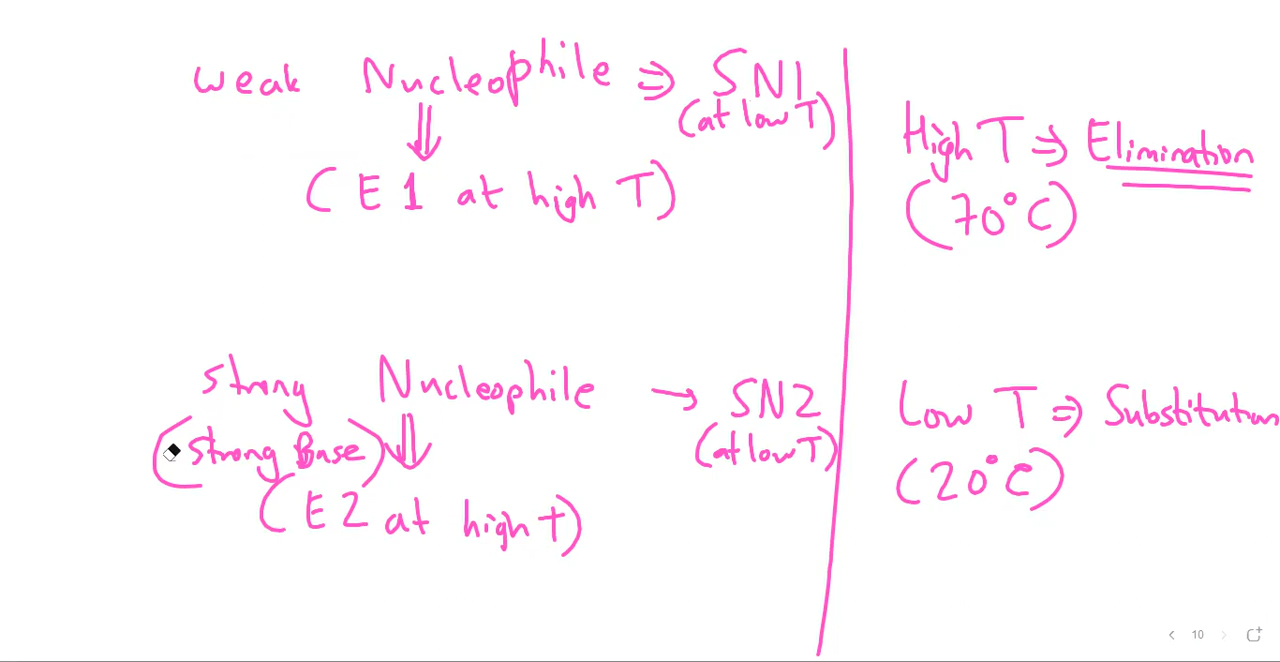 weak Nucleophile ⇒ SN1
(at low T)
⇓
(E1 at high T)
strong Nucleophile → SN2
(strong Base) ⇓ (at low T)
(E2 at high t)
High T ⇒ Elimination
(70°C)
Low T ⇒ Substitution
(20°C)
< 10 >